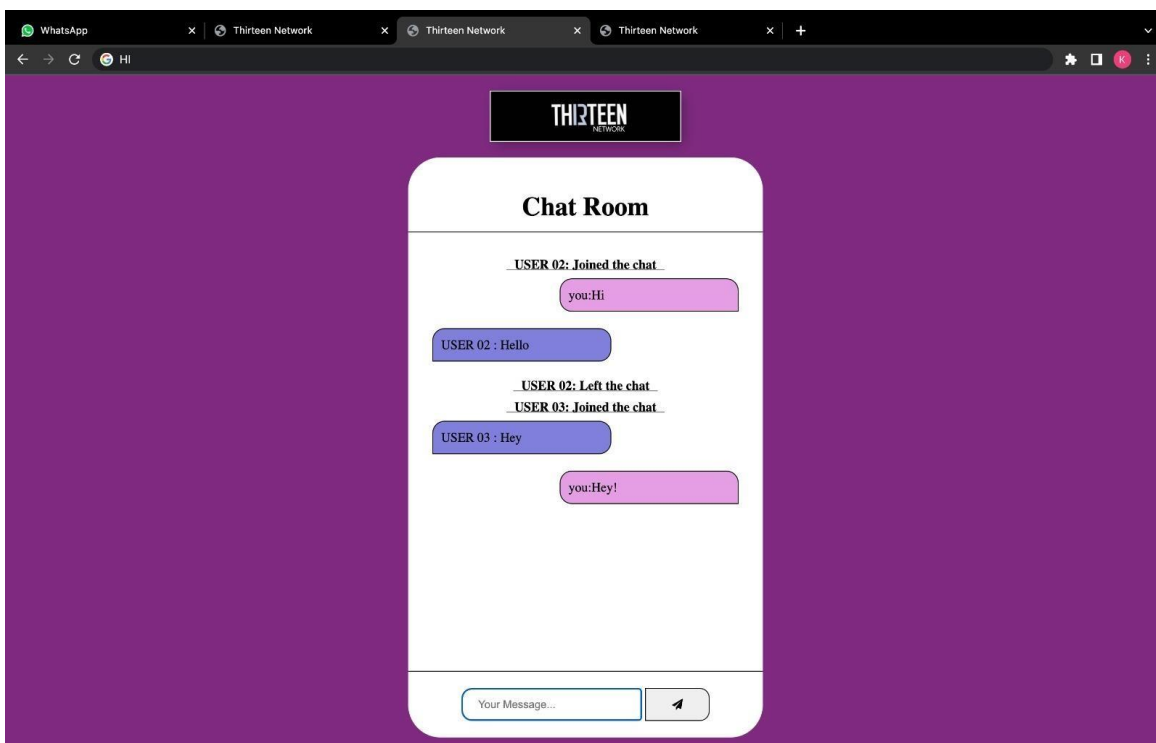 WhatsApp Thirteen Network Thirteen Network Thirteen Network
HI K
THIRTEEN
NETWORK
Chat Room
USER 02: Joined the chat
you:Hi
USER 02 : Hello
USER 02: Left the chat
USER 03: Joined the chat
USER 03 : Hey
you:Hey!
Your Message...